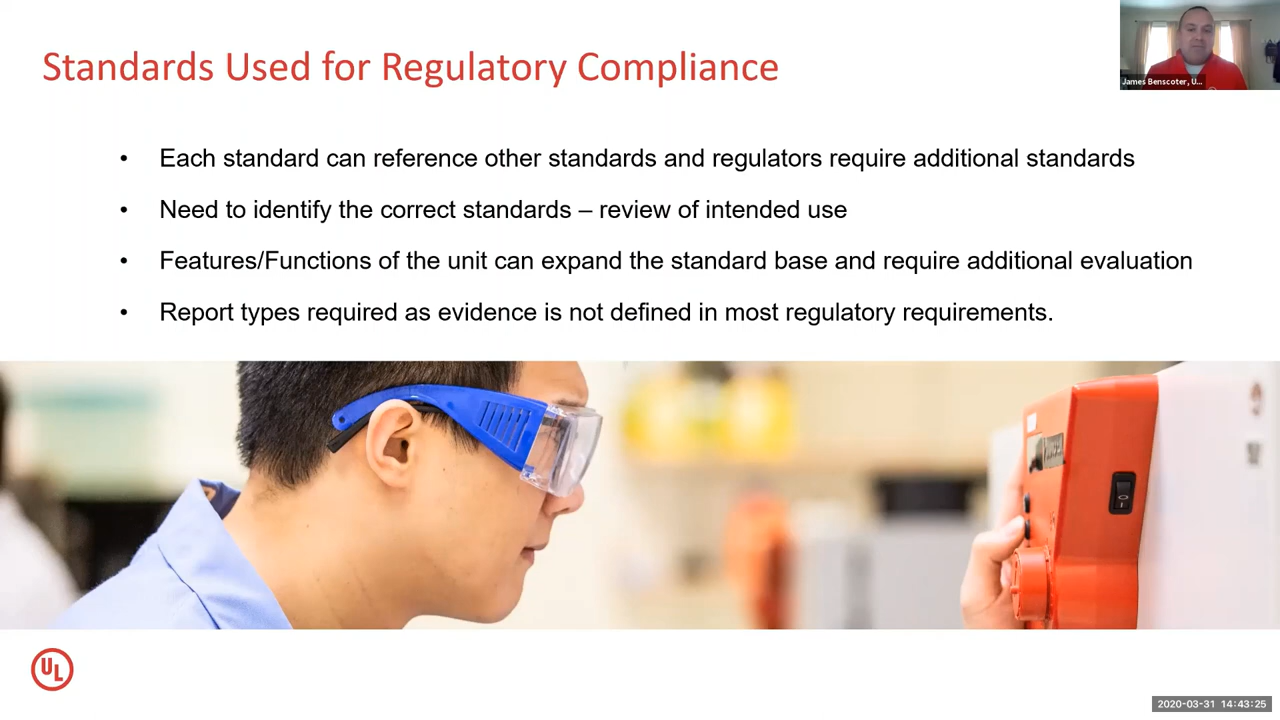 Standards Used for Regulatory Compliance
James Benscoter, U...
• Each standard can reference other standards and regulators require additional standards
• Need to identify the correct standards – review of intended use
• Features/Functions of the unit can expand the standard base and require additional evaluation
• Report types required as evidence is not defined in most regulatory requirements.
UL
2020-03-31 14:43:25